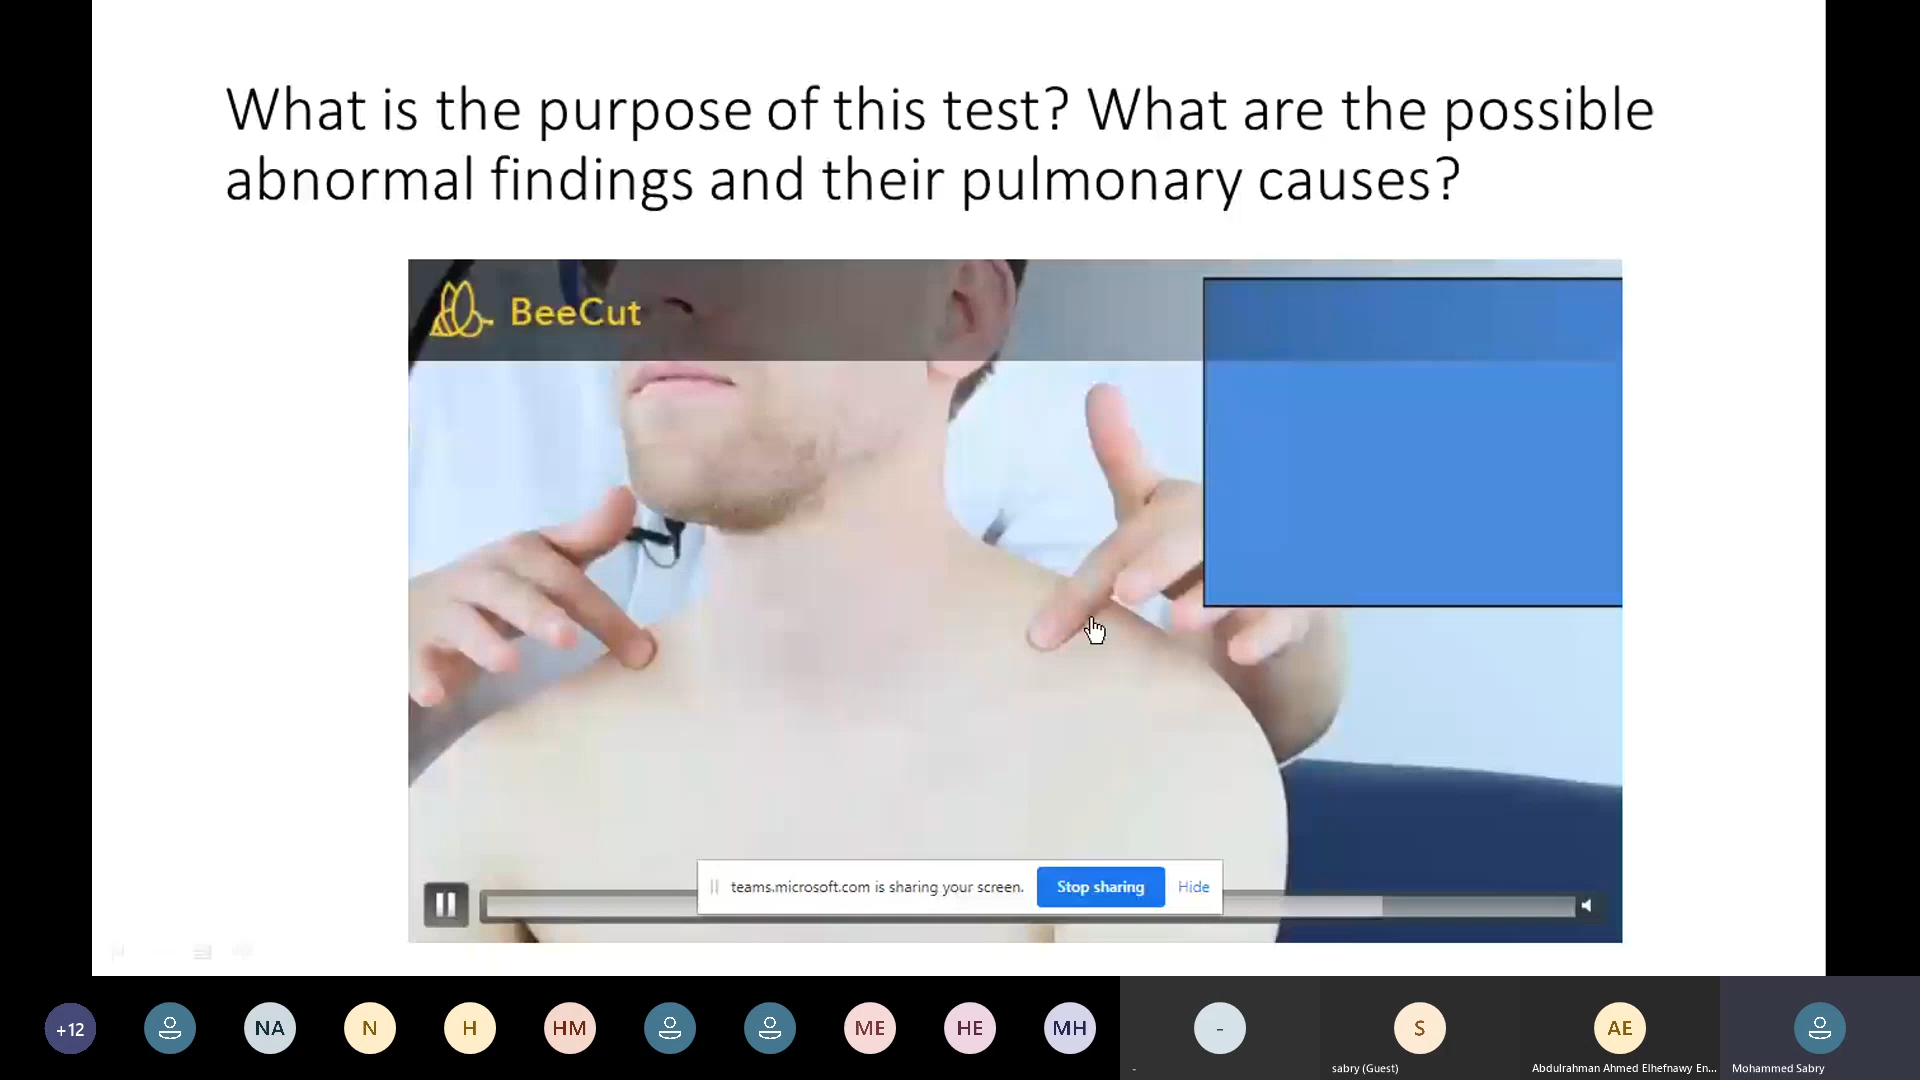 What is the purpose of this test? What are the possible
abnormal findings and their pulmonary causes?
BeeCut
teams.microsoft.com is sharing your screen.
Stop sharing
Hide
+12
NA
N
H
HM
ME
HE
MH
-
S
AE
-
sabry (Guest)
Abdulrahman Ahmed Elhefnawy En...
Mohammed Sabry